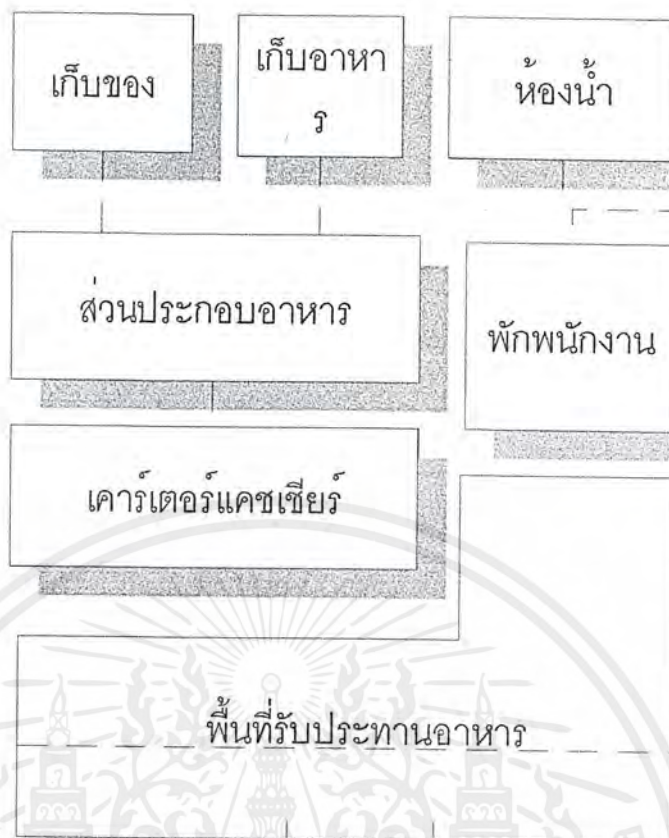 เก็บของ
เก็บอาหา
ร
ห้องน้ำ
ส่วนประกอบอาหาร
พักพนักงาน
เคาร์เตอร์แคชเชียร์
พื้นที่รับประทานอาหาร